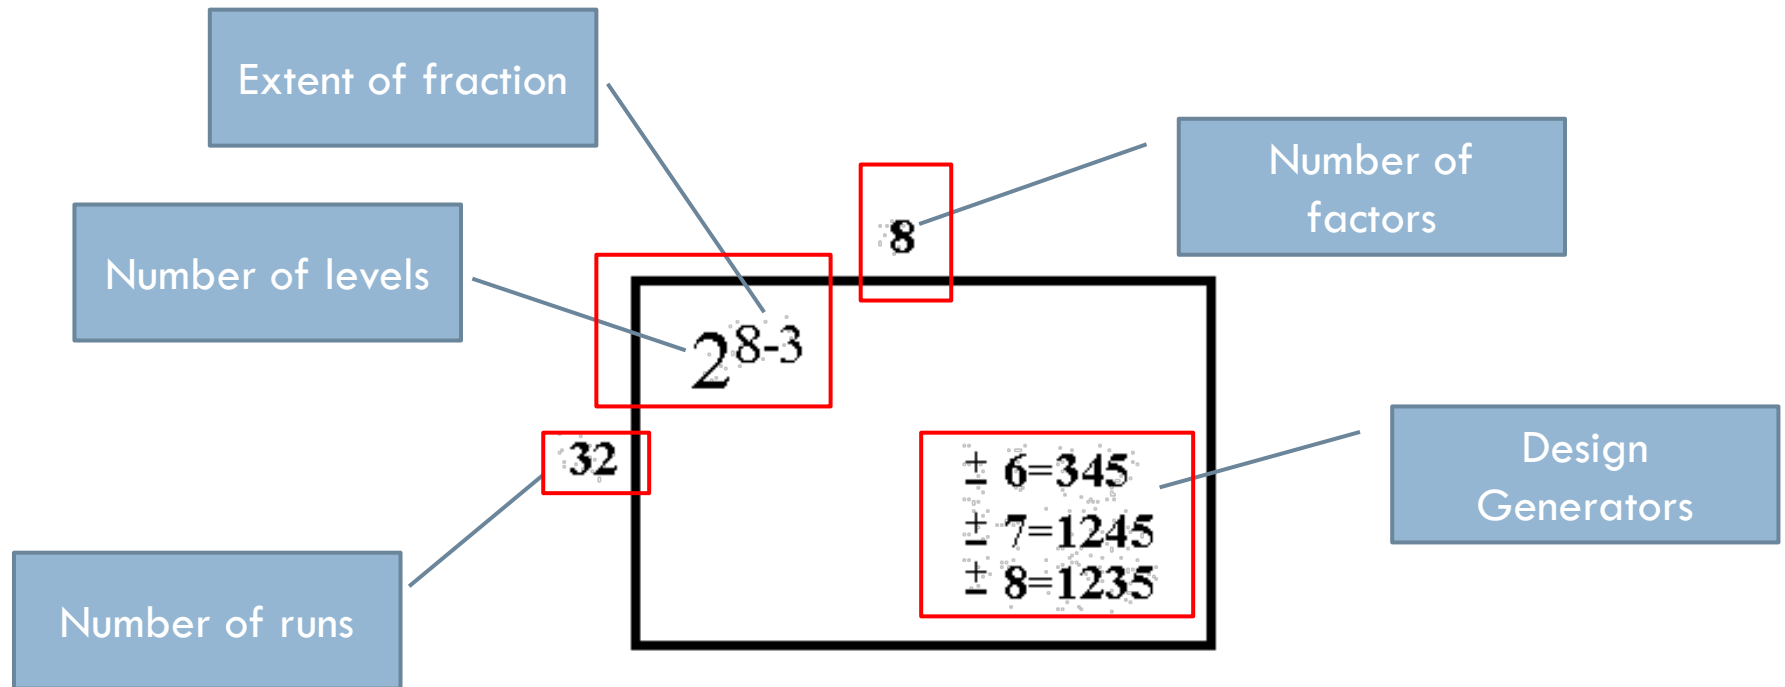 Extent of fraction
Number of
factors
8
Number of levels
2^{8-3}
32
± 6=345
± 7=1245
± 8=1235
Design
Generators
Number of runs